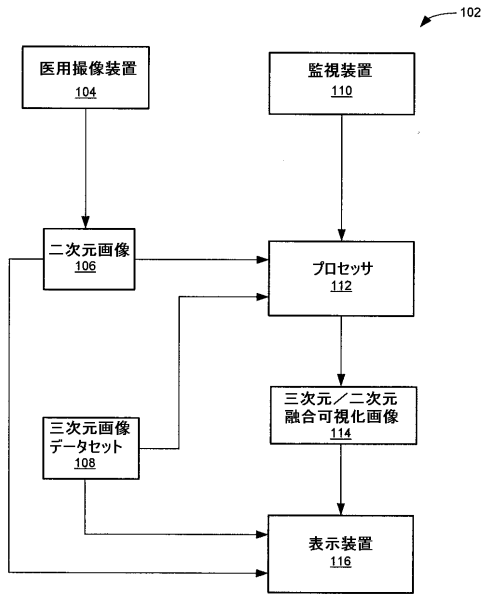 102
医用撮像装置
104
監視装置
110
二次元画像
106
プロセッサ
112
三次元／二次元
融合可視化画像
114
三次元画像
データセット
108
表示装置
116